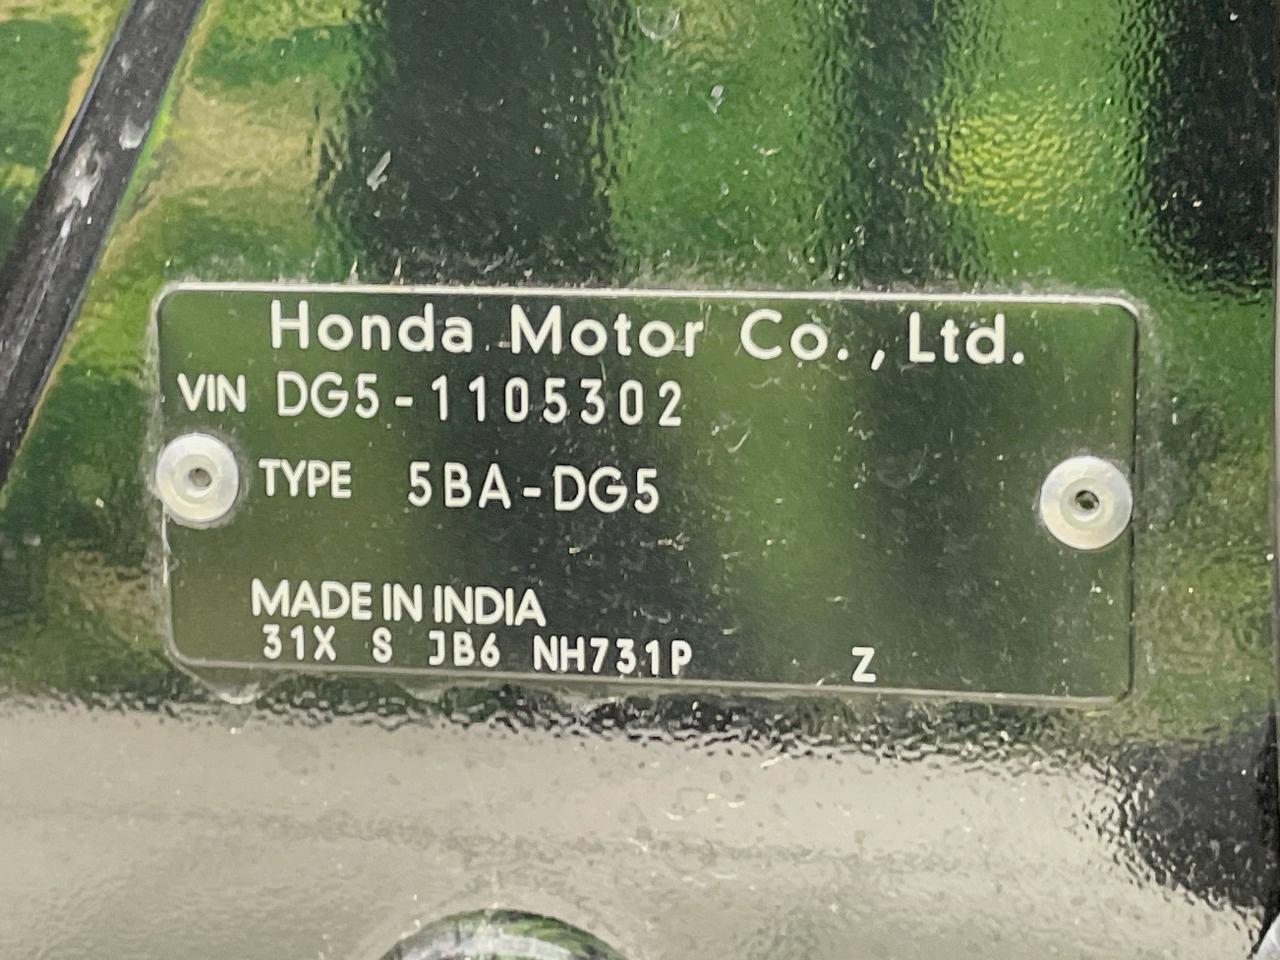 Honda Motor Co., Ltd.
VIN DG5-1105302
TYPE 5BA-DG5
MADE IN INDIA
31X S JB6 NH731P Z